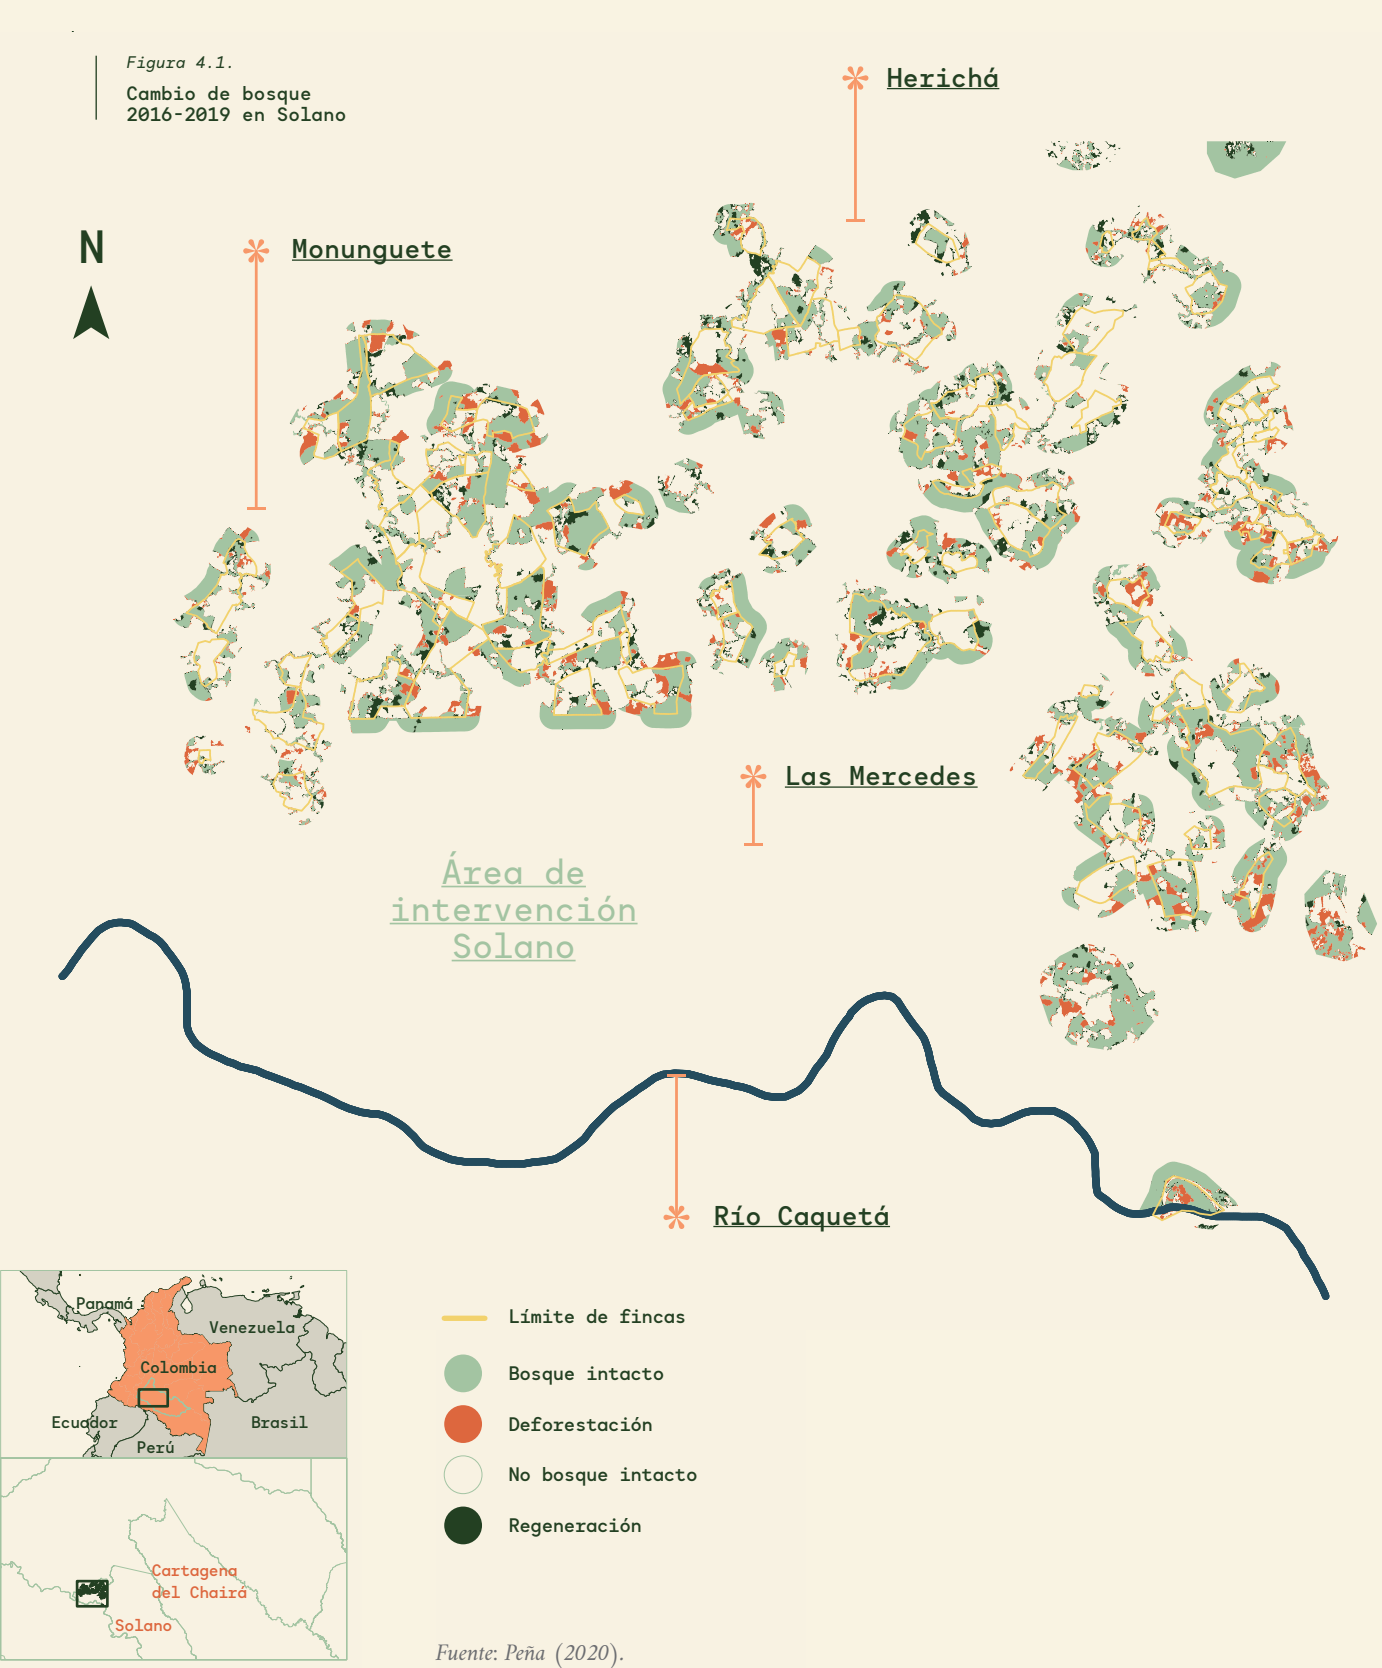 Figura 4.1.
Cambio de bosque
2016-2019 en Solano
Herichá
N
Monunguete
Las Mercedes
Área de
intervención
Solano
Río Caquetá
Panamá
Venezuela
Colombia
Ecuador
Brasil
Perú
Cartagena
del Chairá
Solano
Límite de fincas
Bosque intacto
Deforestación
No bosque intacto
Regeneración
Fuente: Peña (2020).